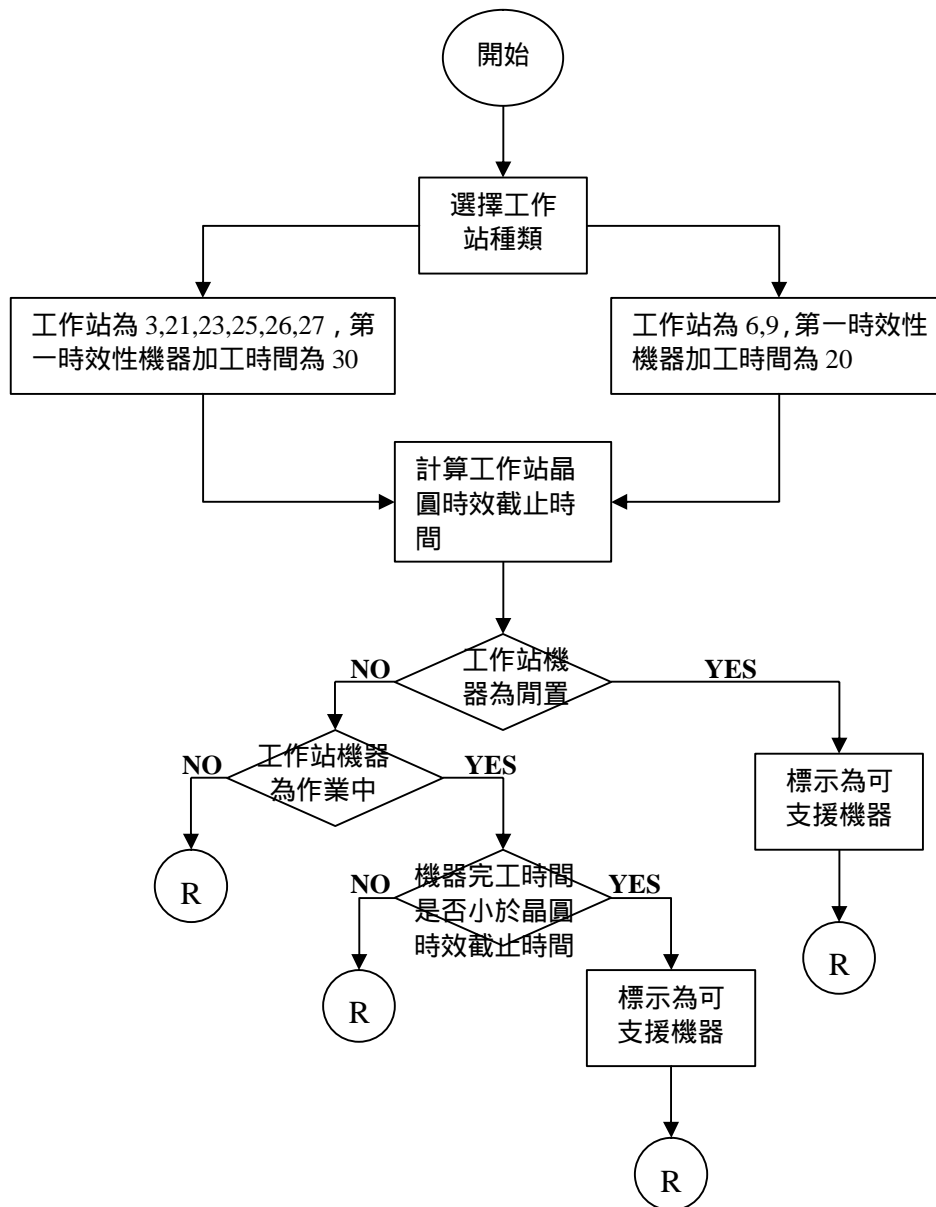 開始
選擇工作
站種類
工作站為 3,21,23,25,26,27 , 第
一時效性機器加工時間為 30
工作站為 6,9 , 第一時效性
機器加工時間為 20
計算工作站晶
圓時效截止時
間
工作站機
器為閒置
NO
YES
工作站機器
為作業中
NO
YES
標示為可
支援機器
R
機器完工時間
是否小於晶圓
時效截止時間
NO
YES
R
R
標示為可
支援機器
R